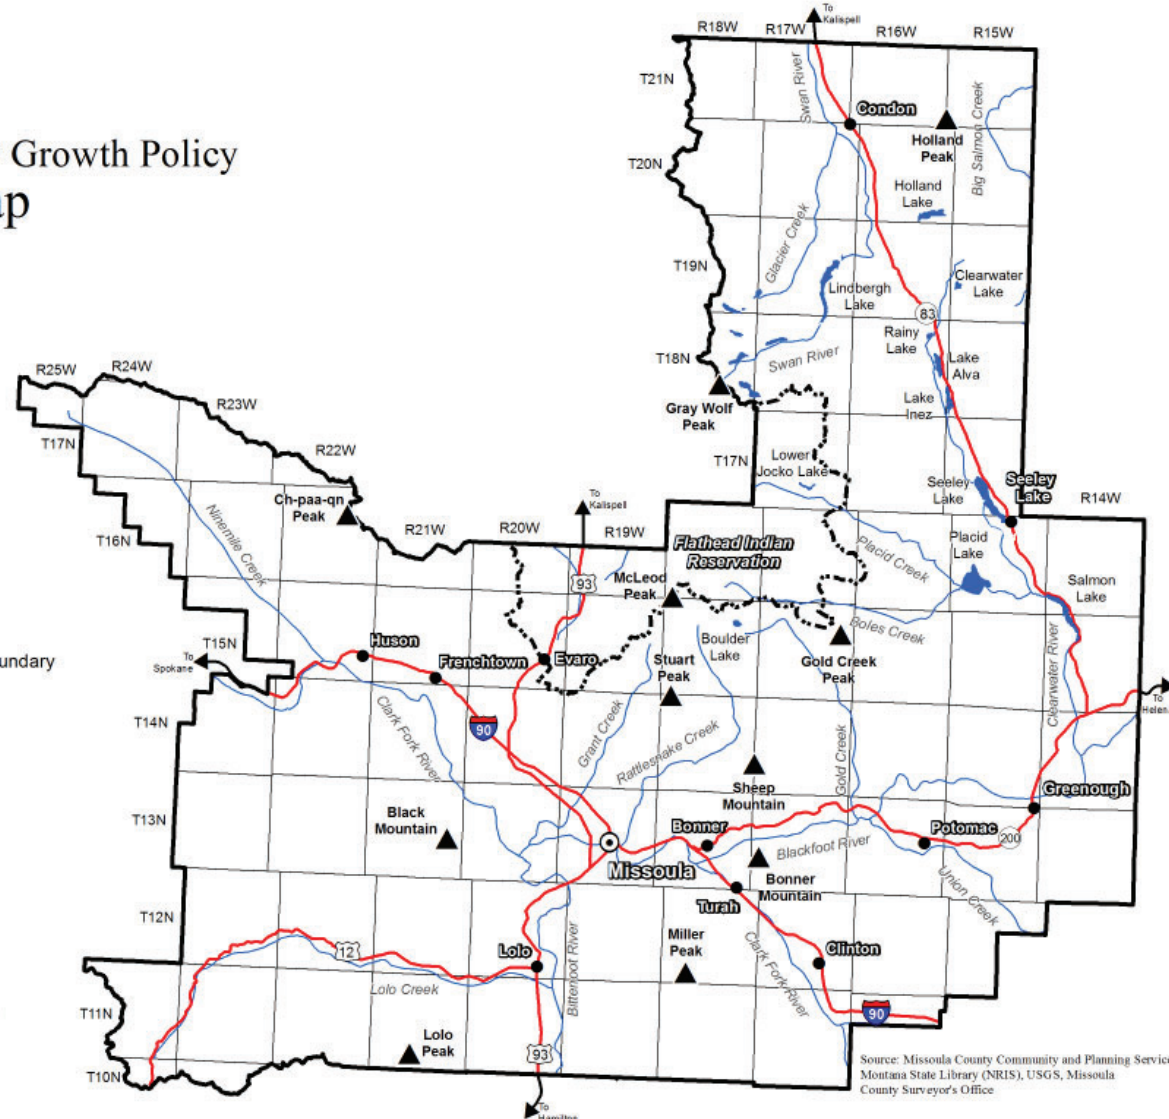 Growth Policy
To
Kalispell
R18W
R17W
R16W
R15W
T21N
Swan River
Condon
Holland
Peak
Big Salmon Creek
T20N
Holland
Lake
Glacier Creek
T19N
Lindbergh
Lake
Clearwater
Lake
83
Rainy
Lake
T18N
Swan River
Lake
Alva
Gray Wolf
Peak
Lake
Inez
R25W
R24W
R23W
R22W
T17N
T17N
Lower
Jocko Lake
Seeley
Lake
Seeley
Lake
R14W
Ch-paa-qn
Peak
To
Kalispell
R21W
R20W
R19W
T16N
Ninemile Creek
Flathead Indian
Reservation
Placid Creek
Placid
Lake
93
McLeod
Peak
Salmon
Lake
Boles Creek
T15N
Huson
To
Spokane
Frenchtown
Evaro
Boulder
Lake
Stuart
Peak
Gold Creek
Peak
Clearwater River
To
Helen
T14N
Clark Fork River
90
Grant Creek
Rattlesnake Creek
Gold Creek
Sheep
Mountain
Greenough
T13N
Black
Mountain
Bonner
Potomac
200
Missoula
Blackfoot River
Bonner
Mountain
Turah
Union Creek
T12N
12
Lolo
Bitterroot River
Miller
Peak
Clark Fork River
Clinton
Lolo Creek
T11N
90
Lolo
Peak
93
T10N
To
Hamilton
Source: Missoula County Community and Planning Service
Montana State Library (NRIS), USGS, Missoula
County Surveyor's Office